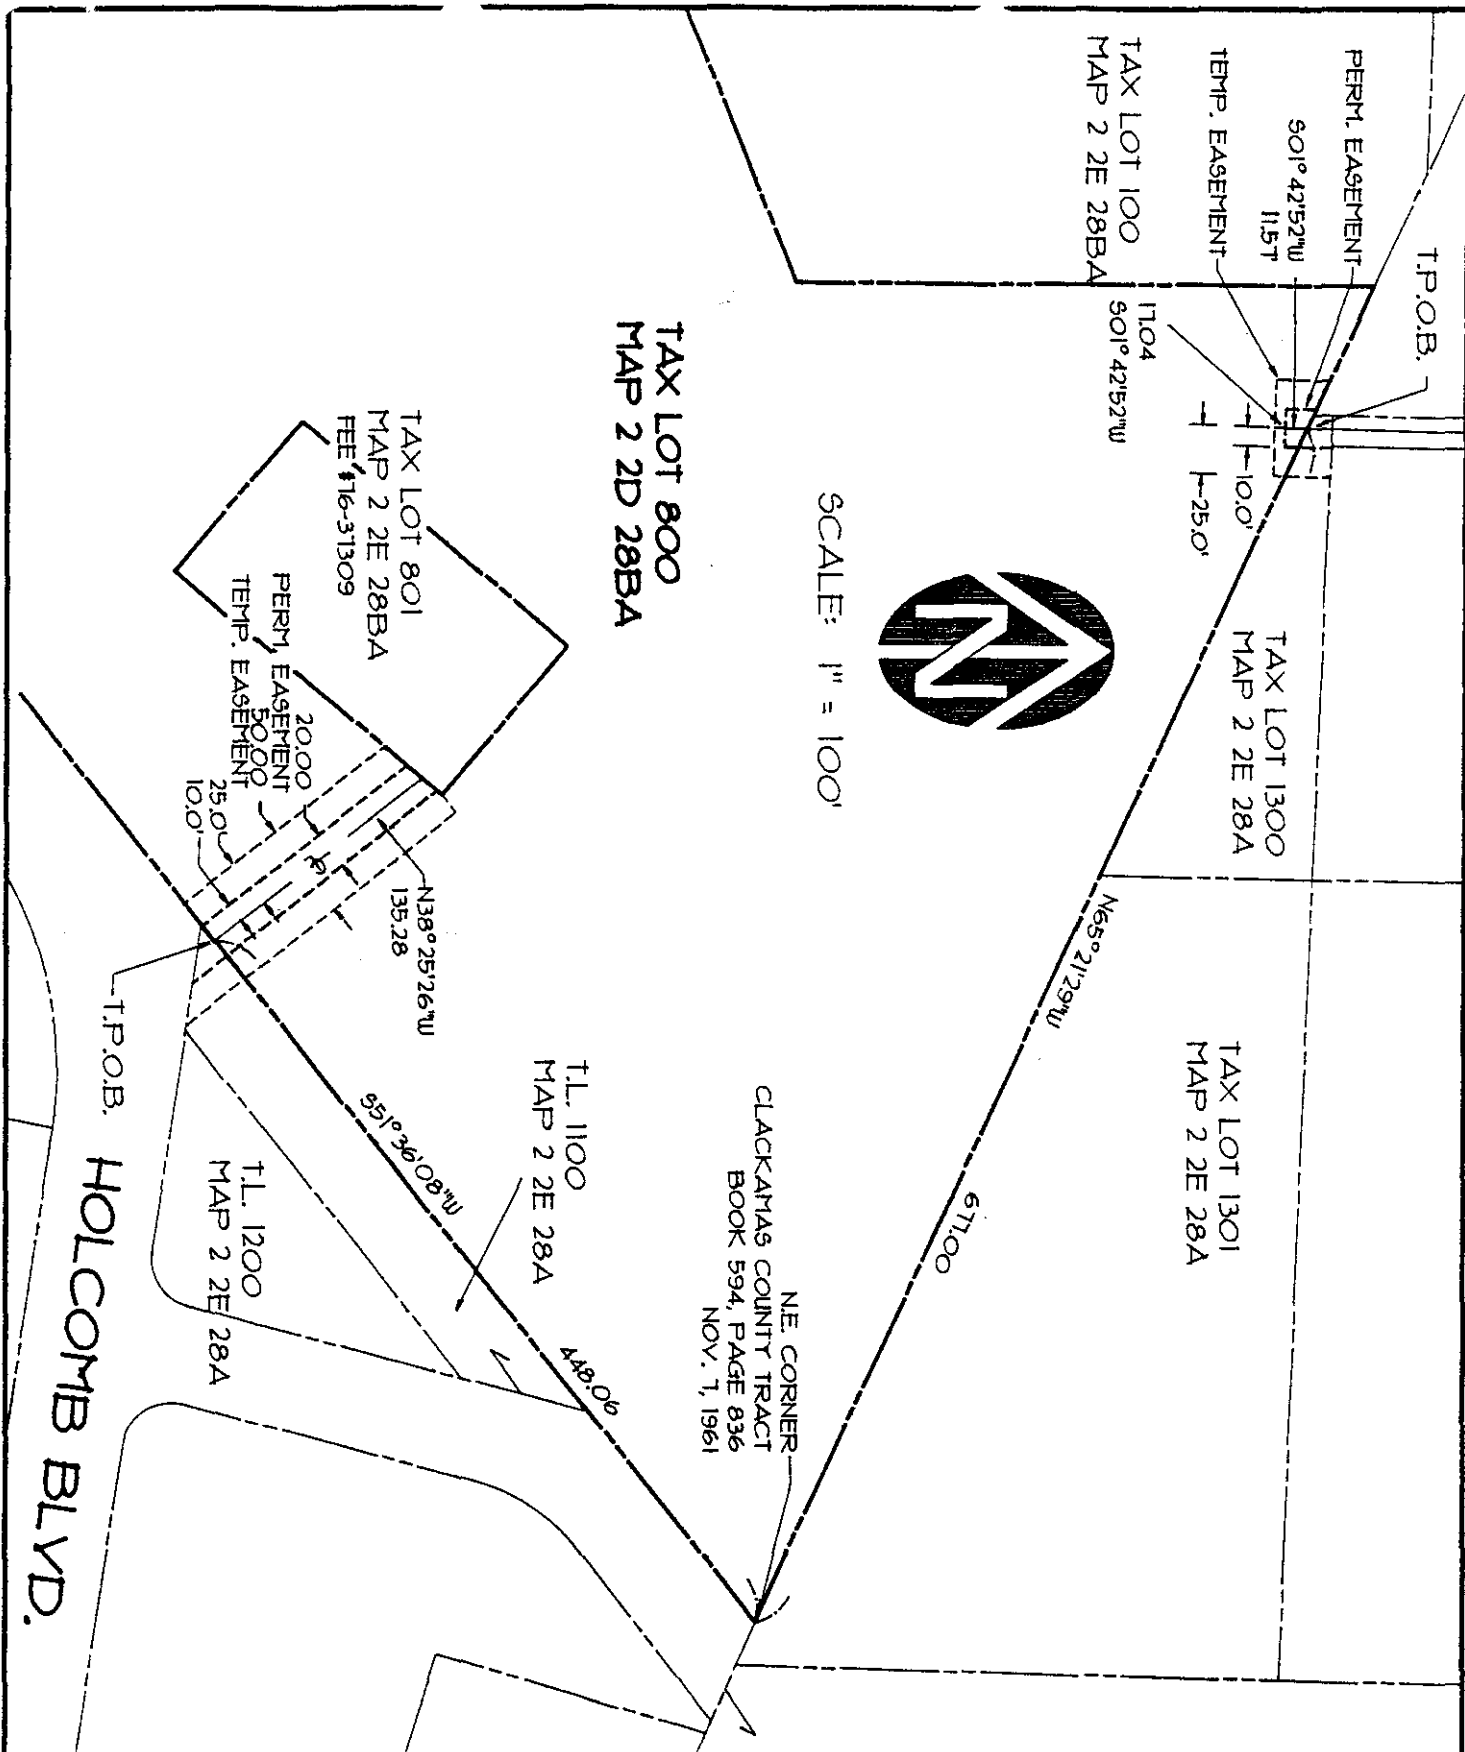 T.P.O.B.
PERM. EASEMENT
S01°42'52"W
11.57
TEMP. EASEMENT
TAX LOT 100
MAP 2 2E 28BA
17.04
S01°42'52"W
10.0'
25.0'
TAX LOT 1300
MAP 2 2E 28A
TAX LOT 1301
MAP 2 2E 28A
N65°21'29"W
677.00
N
SCALE: 1" = 100'
N.E. CORNER
CLACKAMAS COUNTY TRACT
BOOK 594, PAGE 836
NOV. 7, 1961
TAX LOT 800
MAP 2 2D 28BA
TAX LOT 801
MAP 2 2E 28BA
FEE #76-37309
20.00
PERM. EASEMENT
50.00
TEMP. EASEMENT
25.0'
10.0'
N38°25'26"W
135.28
T.L. 1100
MAP 2 2E 28A
S51°36'08"W
448.06
T.L. 1200
MAP 2 2E 28A
T.P.O.B.
HOLCOMB BLVD.